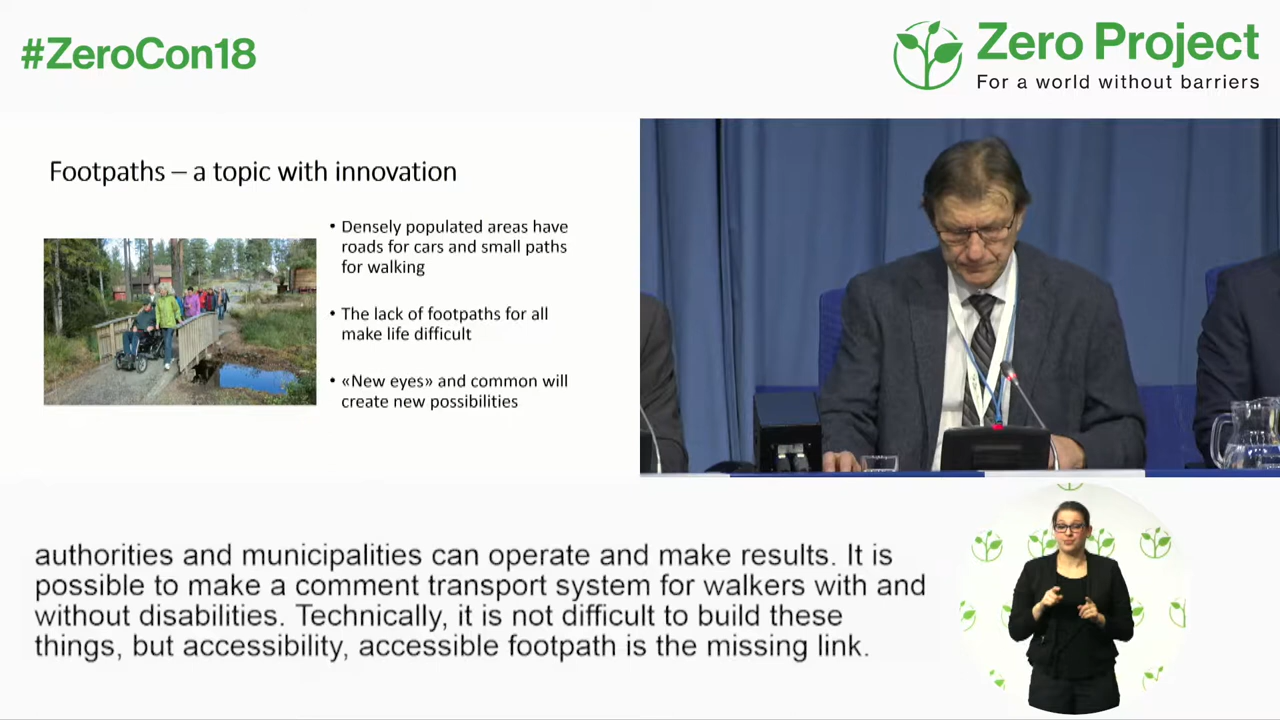 #ZeroCon18
Zero Project
For a world without barriers
Footpaths – a topic with innovation
• Densely populated areas have
roads for cars and small paths
for walking
• The lack of footpaths for all
make life difficult
• «New eyes» and common will
create new possibilities
authorities and municipalities can operate and make results. It is
possible to make a comment transport system for walkers with and
without disabilities. Technically, it is not difficult to build these
things, but accessibility, accessible footpath is the missing link.